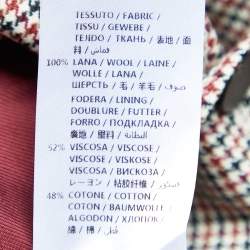 TESSUTO / FABRIC /
TISSU / GEWEBE /
TEJIDO / ТКАНЬ / 表地 / 面
料 / قماش
100% LANA / WOOL / LAINE /
WOLLE / LANA /
ШЕРСТЬ / 毛 / 羊毛 / صوف
FODERA / LINING /
DOUBLURE / FUTTER /
FORRO / ПОДКЛАДКА /
裏地 / 里料 / البطانة
52% VISCOSA / VISCOSE /
VISCOSE / VISKOSE /
VISCOSA / ВИСКОЗА /
レーヨン / 粘胶纤维 /
48% COTONE / COTTON /
COTON / BAUMWOLLE /
ALGODON / ХЛОПОК /
綿 / 棉 / قطن